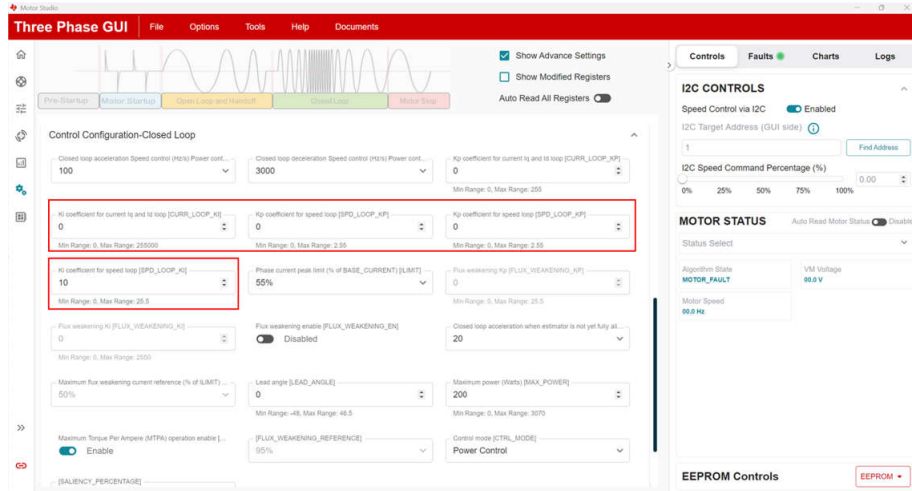 Motor Studio
Three Phase GUI File Options Tools Help Documents
Show Advance Settings
Show Modified Registers
Auto Read All Registers
Pre-Startup Motor Startup Open Loop and Handoff Closed Loop Motor Stop
Control Configuration-Closed Loop
Closed loop acceleration Speed control (Hz/s) Power cont...
100
Closed loop deceleration Speed control (Hz/s) Power cont...
3000
Kp coefficient for current Iq and Id loop [CURR_LOOP_KP]
0
Min Range: 0, Max Range: 255
Ki coefficient for current Iq and Id loop [CURR_LOOP_KI]
0
Min Range: 0, Max Range: 255000
Kp coefficient for speed loop [SPD_LOOP_KP]
0
Min Range: 0, Max Range: 2.55
Kp coefficient for speed loop [SPD_LOOP_KP]
0
Min Range: 0, Max Range: 2.55
Ki coefficient for speed loop [SPD_LOOP_KI]
10
Min Range: 0, Max Range: 25.5
Phase current peak limit (% of BASE_CURRENT) [ILIMIT]
55%
Flux weakening Kp [FLUX_WEAKENING_KP]
0
Min Range: 0, Max Range: 25.5
Flux weakening Ki [FLUX_WEAKENING_KI]
0
Min Range: 0, Max Range: 2550
Flux weakening enable [FLUX_WEAKENING_EN]
Disabled
Closed loop acceleration when estimator is not yet fully ali...
20
Maximum flux weakening current reference (% of ILIMIT) ...
50%
Lead angle [LEAD_ANGLE]
0
Maximum power (Watts) [MAX_POWER]
200
Min Range: 0, Max Range: 3070
Maximum Torque Per Ampere (MTPA) operation enable [...
Enable
[FLUX_WEAKENING_REFERENCE]
95%
Control mode [CTRL_MODE]
Power Control
[SALIENCY_PERCENTAGE]
Controls Faults Charts Logs
I2C CONTROLS
Speed Control via I2C Enabled
I2C Target Address (GUI side)
1
Find Address
I2C Speed Command Percentage (%)
0.00
0% 25% 50% 75% 100%
MOTOR STATUS Auto Read Motor Status Disable
Status Select
Algorithm State
MOTOR_FAULT
VM Voltage
00.0 V
Motor Speed
00.0 Hz
EEPROM Controls EEPROM